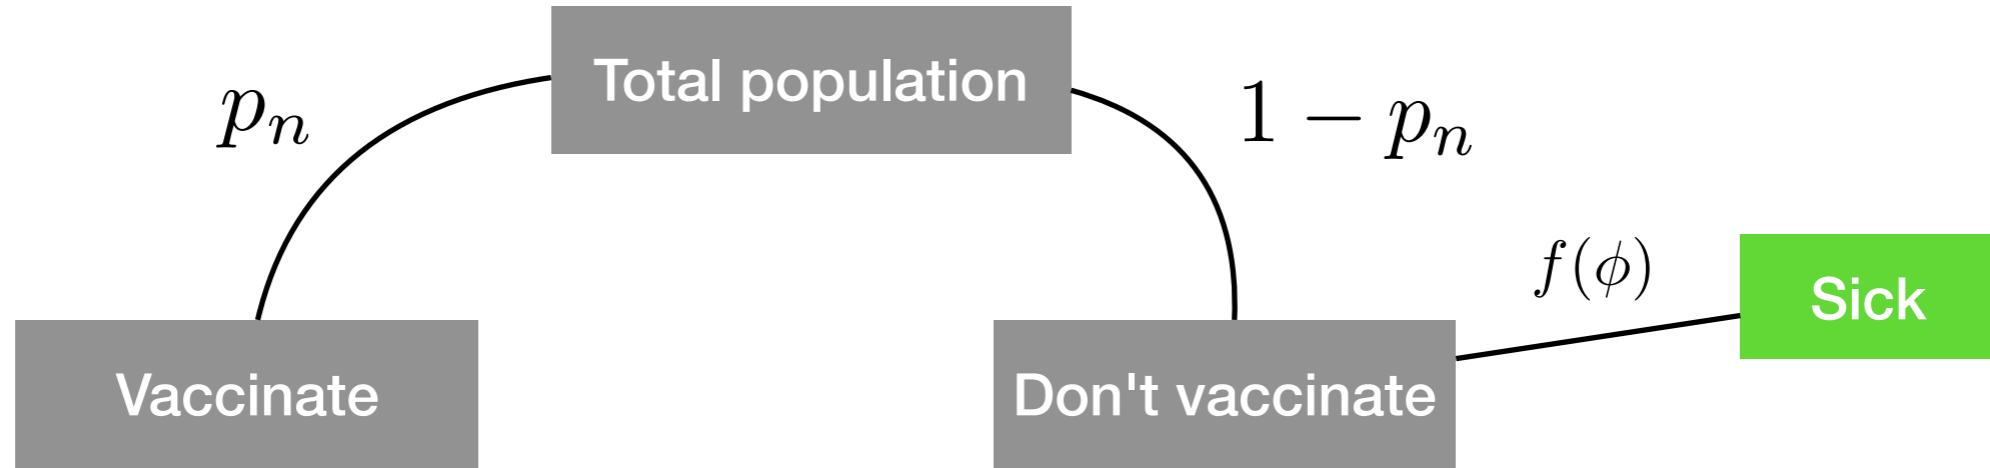 Total population
p_n
1 − p_n
f(ϕ)
Sick
Vaccinate
Don't vaccinate